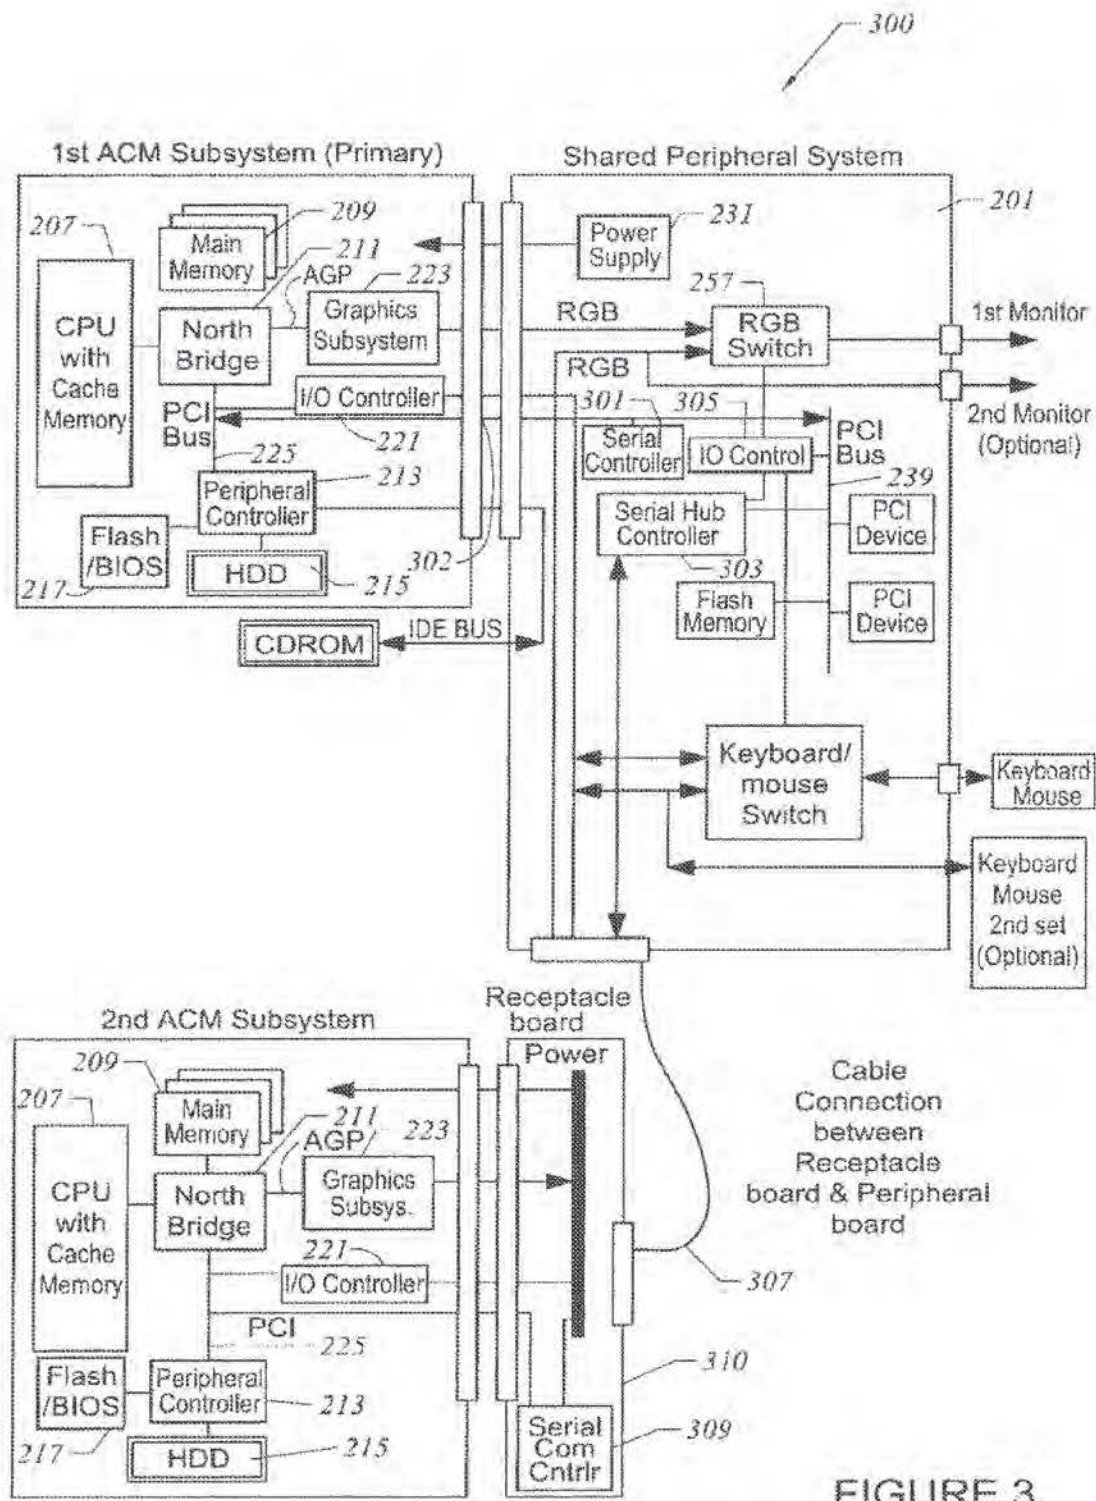 300
1st ACM Subsystem (Primary)
Shared Peripheral System
201
207
209
Main
Memory
211
231
Power
Supply
AGP
223
257
CPU
with
Cache
Memory
North
Bridge
Graphics
Subsystem
RGB
RGB
Switch
1st Monitor
RGB
I/O Controller
301
305
2nd Monitor
(Optional)
PCI
Bus
221
Serial
Controller
IO Control
PCI
Bus
225
213
239
Peripheral
Controller
Serial Hub
Controller
PCI
Device
Flash
/BIOS
302
303
217
HDD
215
Flash
Memory
PCI
Device
CDROM
IDE BUS
Keyboard/
mouse
Switch
Keyboard
Mouse
Keyboard
Mouse
2nd set
(Optional)
2nd ACM Subsystem
Receptacle
board
Power
209
207
Main
Memory
211
AGP
223
CPU
with
Cache
Memory
North
Bridge
Graphics
Subsys.
Cable
Connection
between
Receptacle
board & Peripheral
board
221
I/O Controller
307
PCI
225
Flash
/BIOS
Peripheral
Controller
213
310
217
HDD
215
Serial
Com
Cntrlr
309
FIGURE 3.